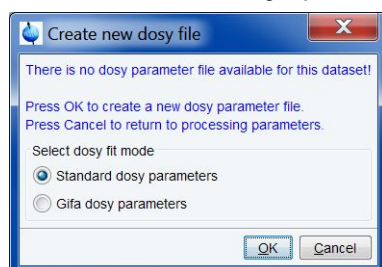 Create new dosy file
There is no dosy parameter file available for this dataset!
Press OK to create a new dosy parameter file.
Press Cancel to return to processing parameters.
Select dosy fit mode
Standard dosy parameters
Gifa dosy parameters
OK Cancel